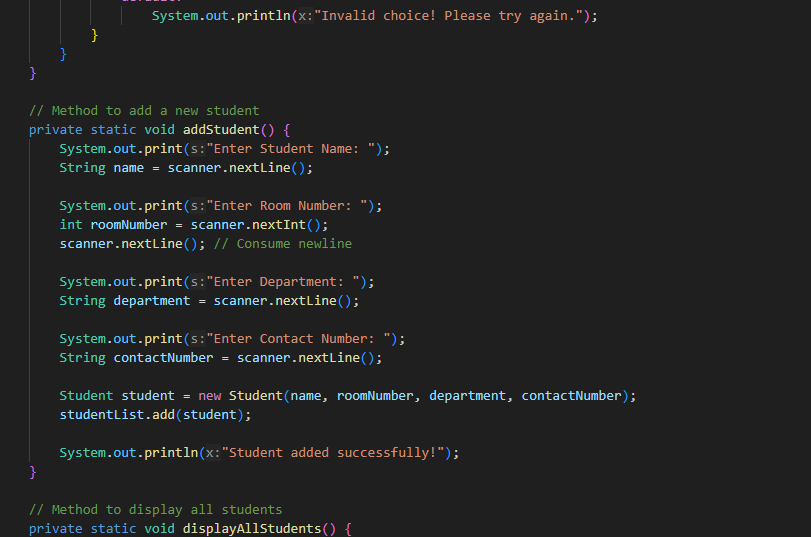 System.out.println(x:"Invalid choice! Please try again.");
}
}
}
// Method to add a new student
private static void addStudent() {
System.out.print(s:"Enter Student Name: ");
String name = scanner.nextLine();
System.out.print(s:"Enter Room Number: ");
int roomNumber = scanner.nextInt();
scanner.nextLine(); // Consume newline
System.out.print(s:"Enter Department: ");
String department = scanner.nextLine();
System.out.print(s:"Enter Contact Number: ");
String contactNumber = scanner.nextLine();
Student student = new Student(name, roomNumber, department, contactNumber);
studentList.add(student);
System.out.println(x:"Student added successfully!");
}
// Method to display all students
private static void displayAllStudents() {